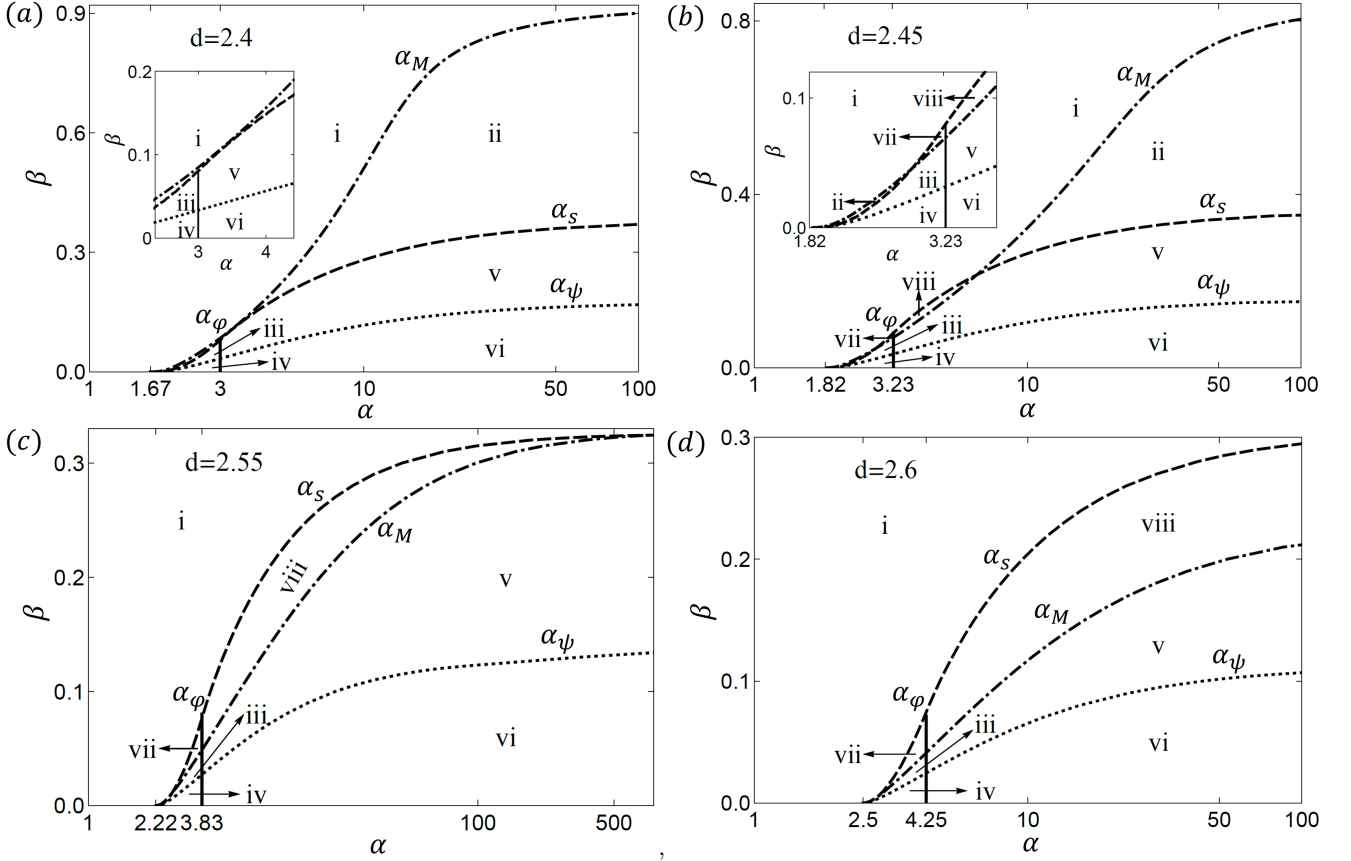 (a)
d=2.4
β
0.9
0.6
0.3
0.0
1
1.67
3
10
50
100
α
α_M
α_s
α_ψ
α_φ
i
ii
iii
iv
v
vi
β
0.2
0.1
0
3
4
α
i
iii
iv
v
vi
(b)
d=2.45
β
0.8
0.4
0.0
1
1.82
3.23
10
50
100
α
α_M
α_s
α_ψ
α_φ
i
ii
iii
iv
v
vi
vii
viii
β
0.1
0.0
1.82
3.23
α
i
ii
iii
iv
v
vi
vii
viii
(c)
d=2.55
β
0.3
0.2
0.1
0.0
1
2.22
3.83
100
500
α
α_s
α_M
α_ψ
α_φ
i
viii
v
iii
vii
iv
vi
,
(d)
d=2.6
β
0.3
0.2
0.1
0.0
1
2.5
4.25
10
50
100
α
α_s
α_M
α_ψ
α_φ
i
viii
v
iii
vii
iv
vi